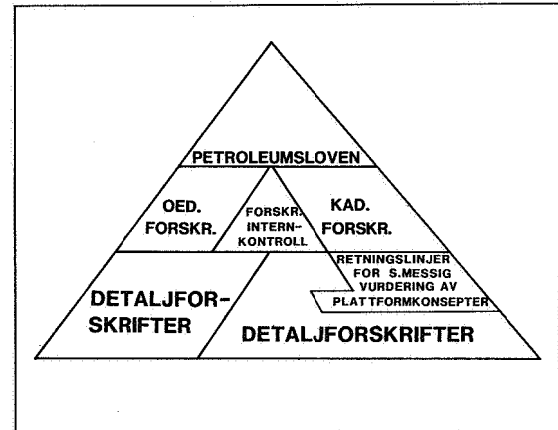 PETROLEUMSLOVEN
OED.
FORSKR.
FORSKR.
INTERN-
KONTROLL
KAD.
FORSKR.
RETNINGSLINJER
FOR S.MESSIG
VURDERING AV
PLATTFORMKONSEPTER
DETALJFOR-
SKRIFTER
DETALJFORSKRIFTER